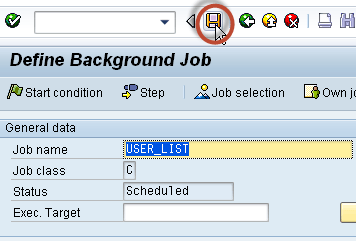 Define Background Job
Start condition Step Job selection Own jo
General data
Job name USER_LIST
Job class C
Status Scheduled
Exec. Target